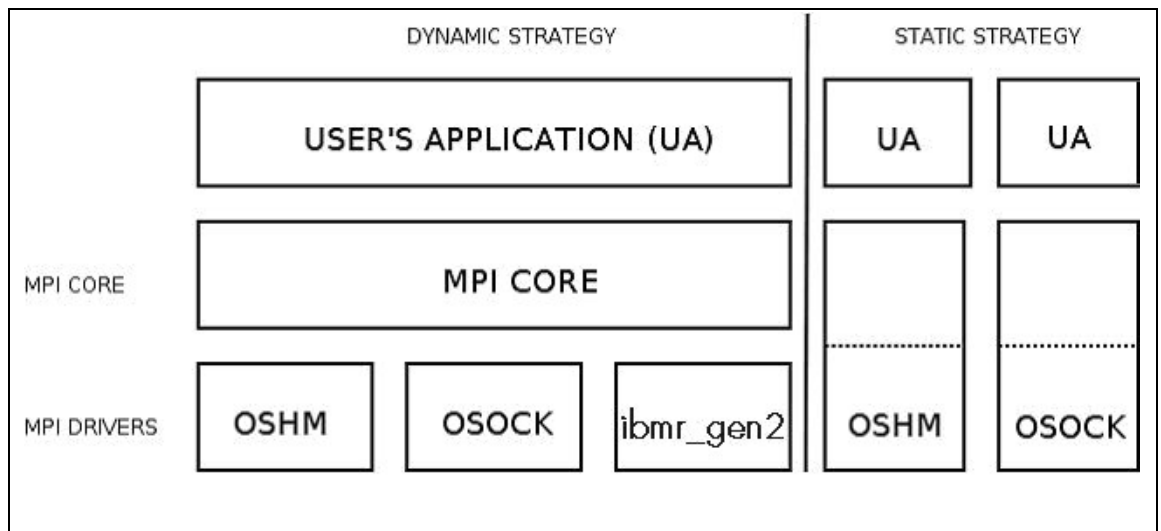 DYNAMIC STRATEGY
STATIC STRATEGY
USER'S APPLICATION (UA)
UA
UA
MPI CORE
MPI CORE
MPI DRIVERS
OSHM
OSOCK
ibmr_gen2
OSHM
OSOCK